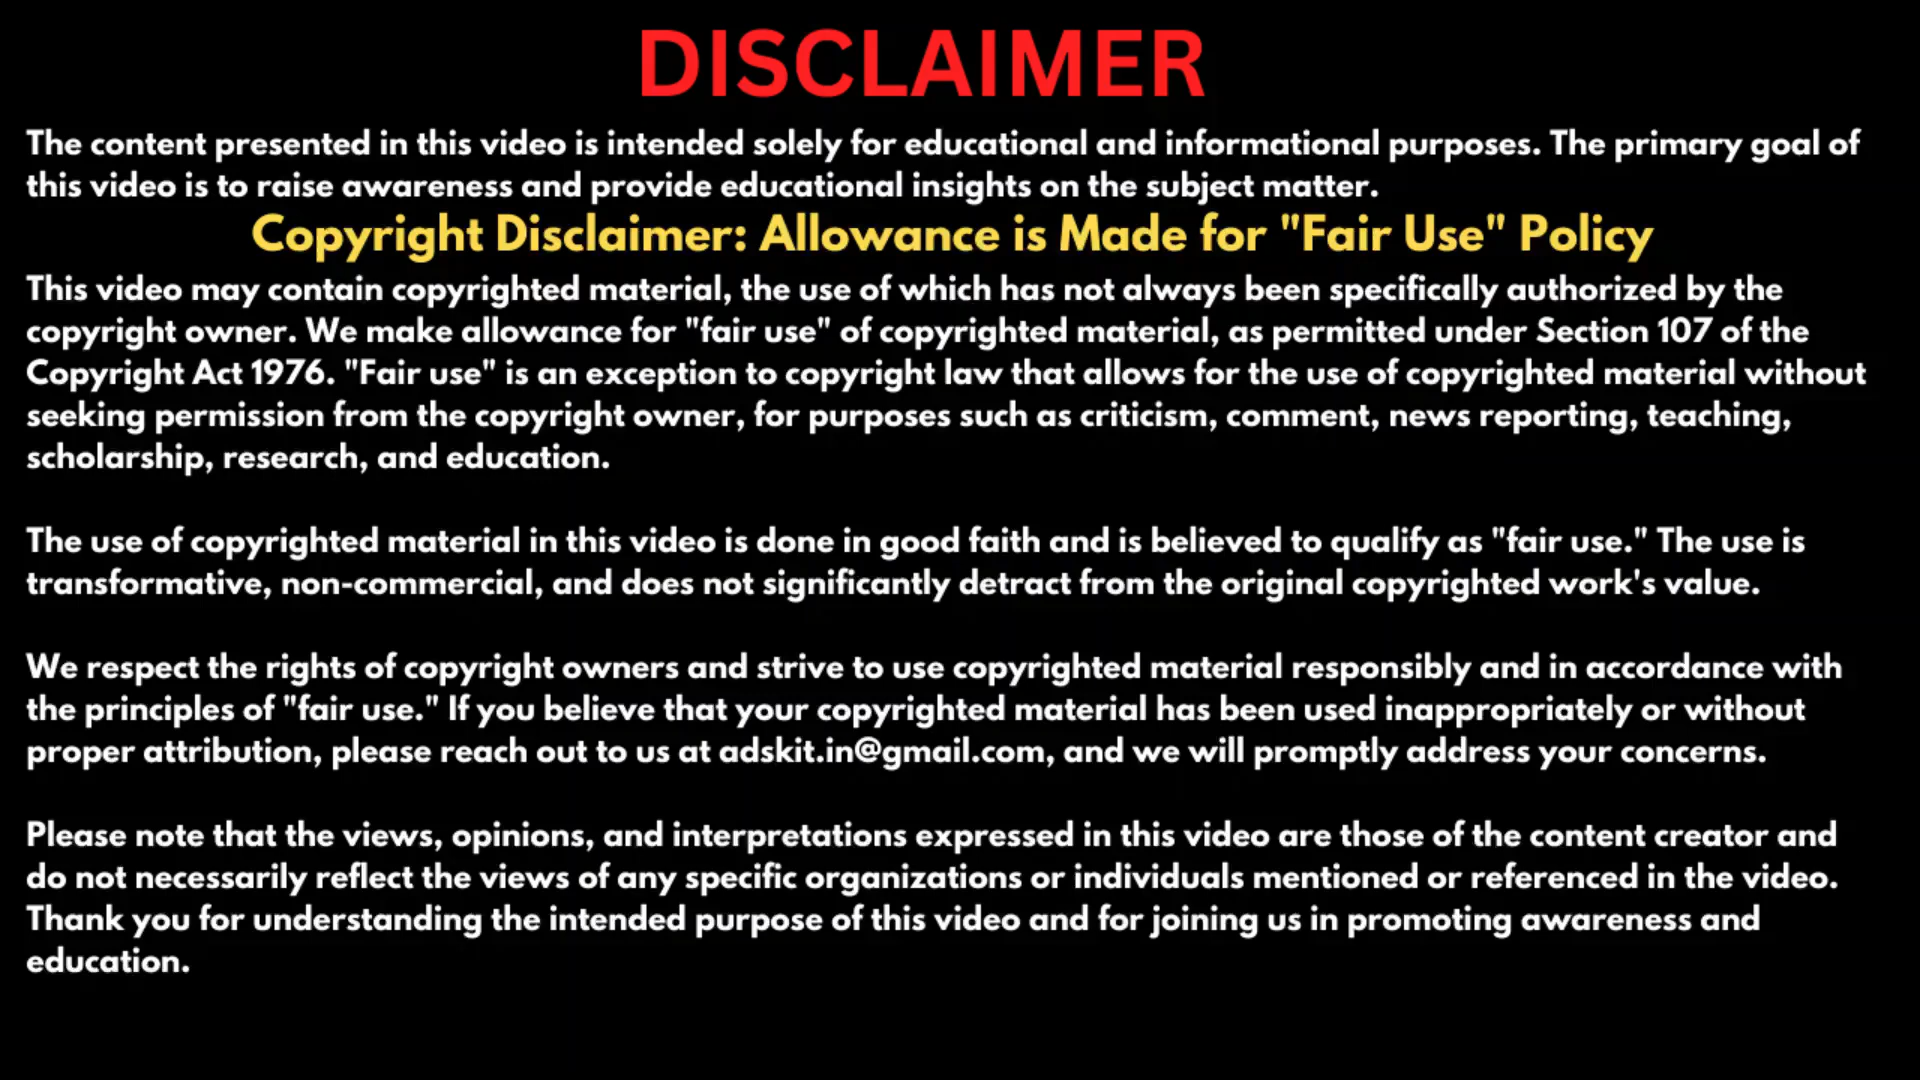 DISCLAIMER
The content presented in this video is intended solely for educational and informational purposes. The primary goal of
this video is to raise awareness and provide educational insights on the subject matter.
Copyright Disclaimer: Allowance is Made for "Fair Use" Policy
This video may contain copyrighted material, the use of which has not always been specifically authorized by the
copyright owner. We make allowance for "fair use" of copyrighted material, as permitted under Section 107 of the
Copyright Act 1976. "Fair use" is an exception to copyright law that allows for the use of copyrighted material without
seeking permission from the copyright owner, for purposes such as criticism, comment, news reporting, teaching,
scholarship, research, and education.
The use of copyrighted material in this video is done in good faith and is believed to qualify as "fair use." The use is
transformative, non-commercial, and does not significantly detract from the original copyrighted work's value.
We respect the rights of copyright owners and strive to use copyrighted material responsibly and in accordance with
the principles of "fair use." If you believe that your copyrighted material has been used inappropriately or without
proper attribution, please reach out to us at adskit.in@gmail.com, and we will promptly address your concerns.
Please note that the views, opinions, and interpretations expressed in this video are those of the content creator and
do not necessarily reflect the views of any specific organizations or individuals mentioned or referenced in the video.
Thank you for understanding the intended purpose of this video and for joining us in promoting awareness and
education.